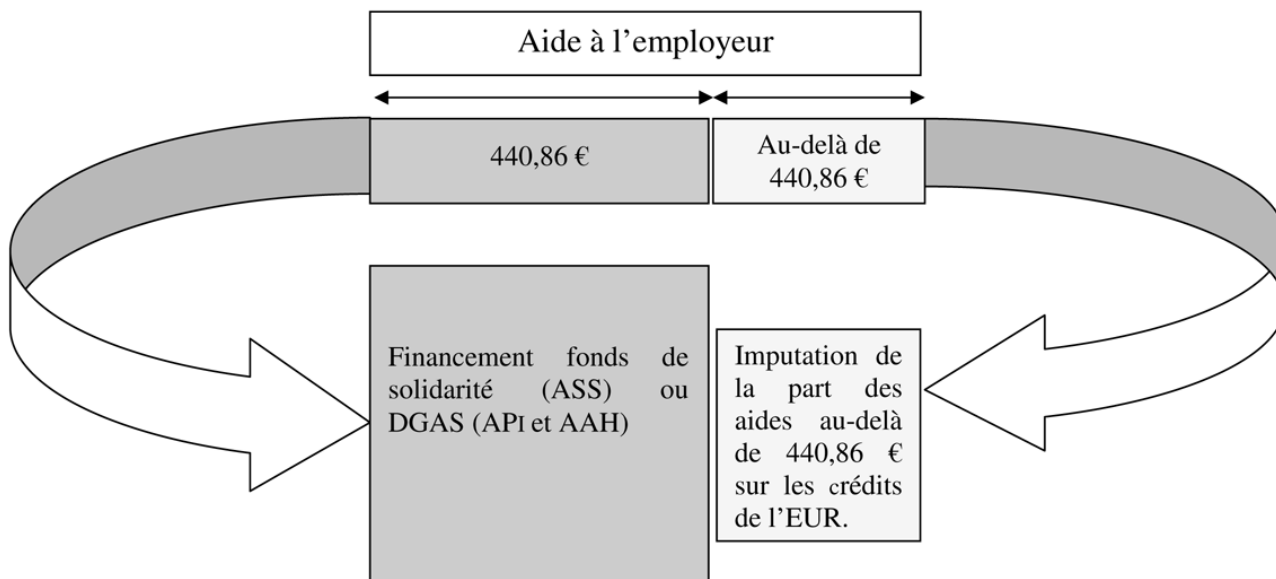 Aide à l'employeur
440,86 €
Au-delà de
440,86 €
Financement fonds de
solidarité (ASS) ou
DGAS (API et AAH)
Imputation de
la part des
aides au-delà
de 440,86 €
sur les crédits
de l'EUR.